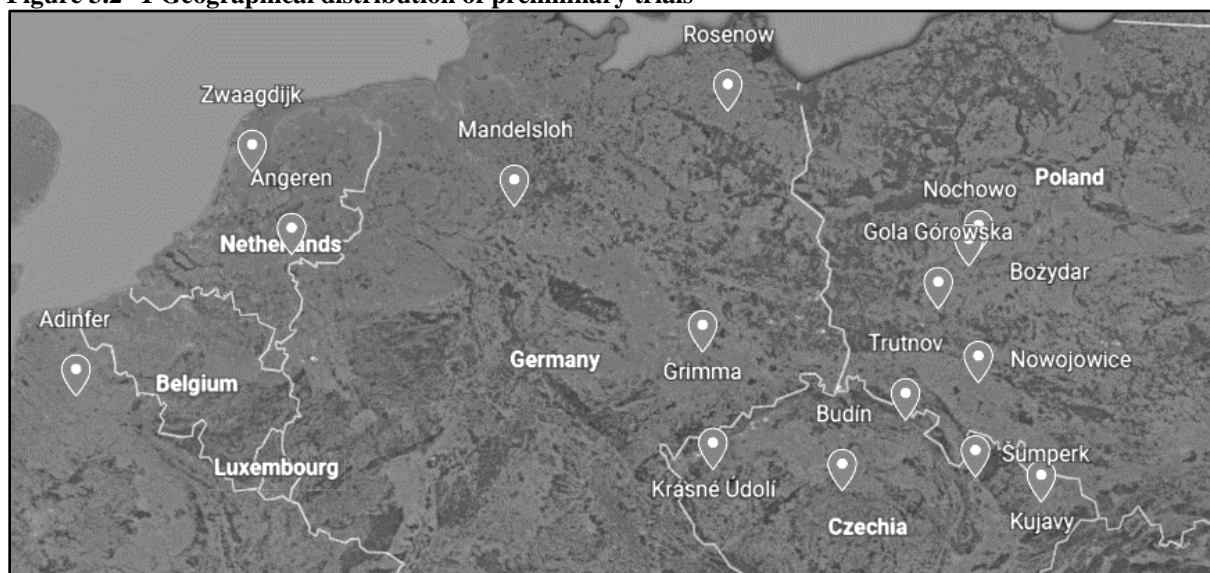 Figure 3.2-1 Geographical distribution of preliminary trials
Rosenow
Zwaagdijk
Mandelsloh
Angeren
Poland
Nochowo
Netherlands
Gola Górowska
Bożydar
Adinfer
Trutnov
Nowojowice
Germany
Grimma
Belgium
Budín
Šumperk
Luxembourg
Krásné Údolí
Kujavy
Czechia